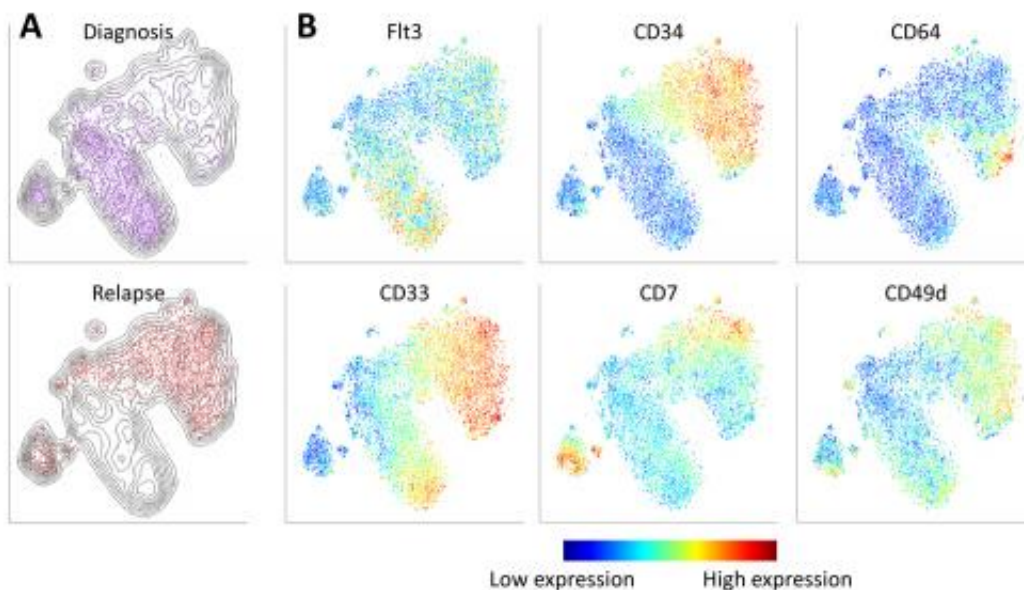 A
B
Diagnosis
Flt3
CD34
CD64
Relapse
CD33
CD7
CD49d
Low expression
High expression